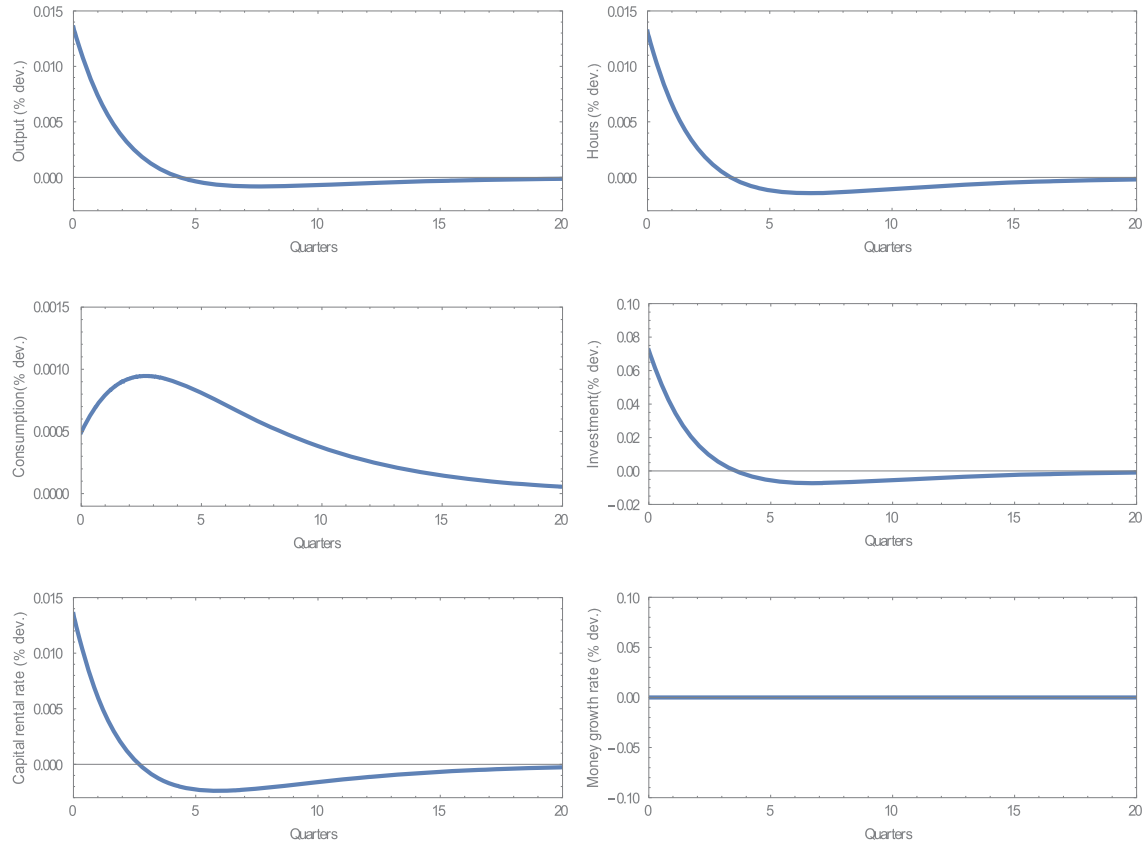 Output (% dev.)
0.015
0.010
0.005
0.000
0 5 10 15 20
Quarters
Hours (% dev.)
0.015
0.010
0.005
0.000
0 5 10 15 20
Quarters
Consumption(% dev.)
0.0015
0.0010
0.0005
0.0000
0 5 10 15 20
Quarters
Investment(% dev.)
0.10
0.08
0.06
0.04
0.02
0.00
-0.02
0 5 10 15 20
Quarters
Capital rental rate (% dev.)
0.015
0.010
0.005
0.000
0 5 10 15 20
Quarters
Money growth rate (% dev.)
0.10
0.05
0.00
-0.05
-0.10
0 5 10 15 20
Quarters